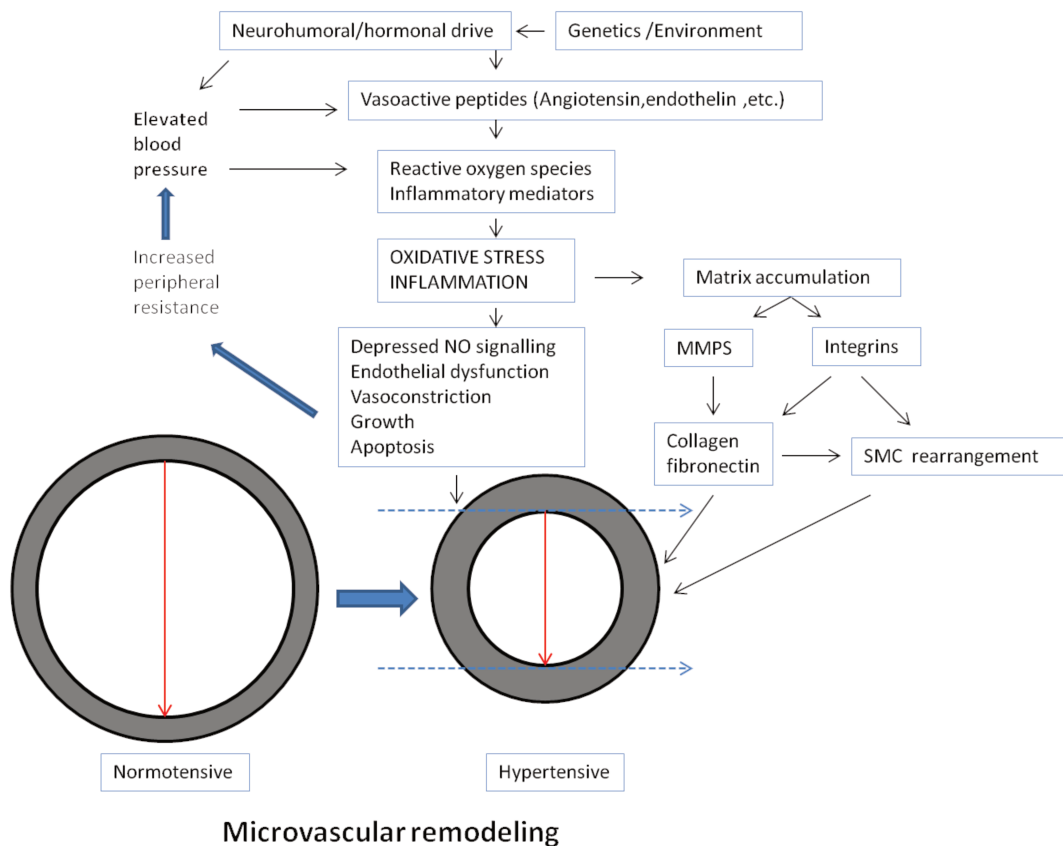 Neurohumoral/hormonal drive
Genetics /Environment
Vasoactive peptides (Angiotensin,endothelin ,etc.)
Elevated
blood
pressure
Reactive oxygen species
Inflammatory mediators
Increased
peripheral
resistance
OXIDATIVE STRESS
INFLAMMATION
Matrix accumulation
Depressed NO signalling
Endothelial dysfunction
Vasoconstriction
Growth
Apoptosis
MMPS
Integrins
Collagen
fibronectin
SMC rearrangement
Normotensive
Hypertensive
Microvascular remodeling